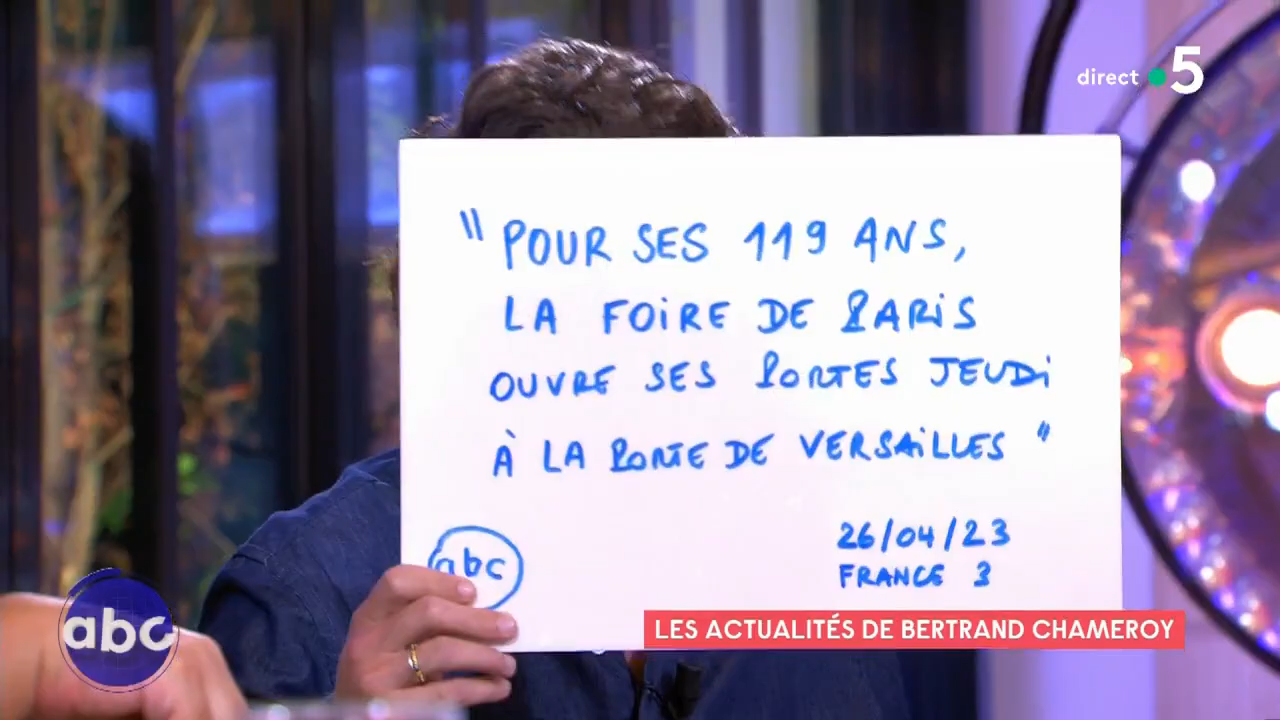 direct 5
" POUR SES 119 ANS,
LA FOIRE DE PARIS
OUVRE SES PORTES JEUDI
À LA PORTE DE VERSAILLES "
26/04/23
FRANCE 3
abc
abc
LES ACTUALITÉS DE BERTRAND CHAMEROY